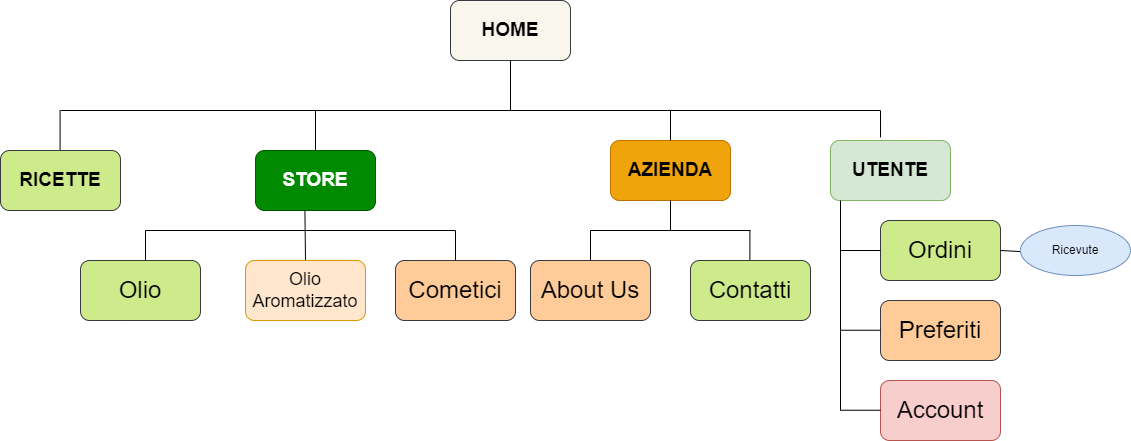 HOME
RICETTE
STORE
AZIENDA
UTENTE
Olio
Olio
Aromatizzato
Cometici
About Us
Contatti
Ordini
Ricevute
Preferiti
Account